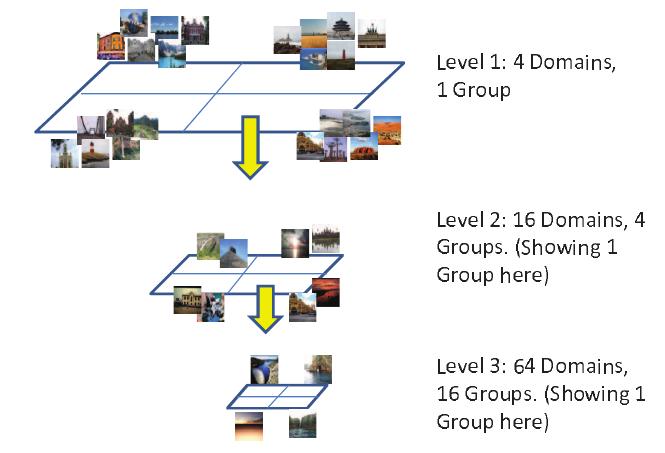 Level 1: 4 Domains,
1 Group
Level 2: 16 Domains, 4
Groups. (Showing 1
Group here)
Level 3: 64 Domains,
16 Groups. (Showing 1
Group here)